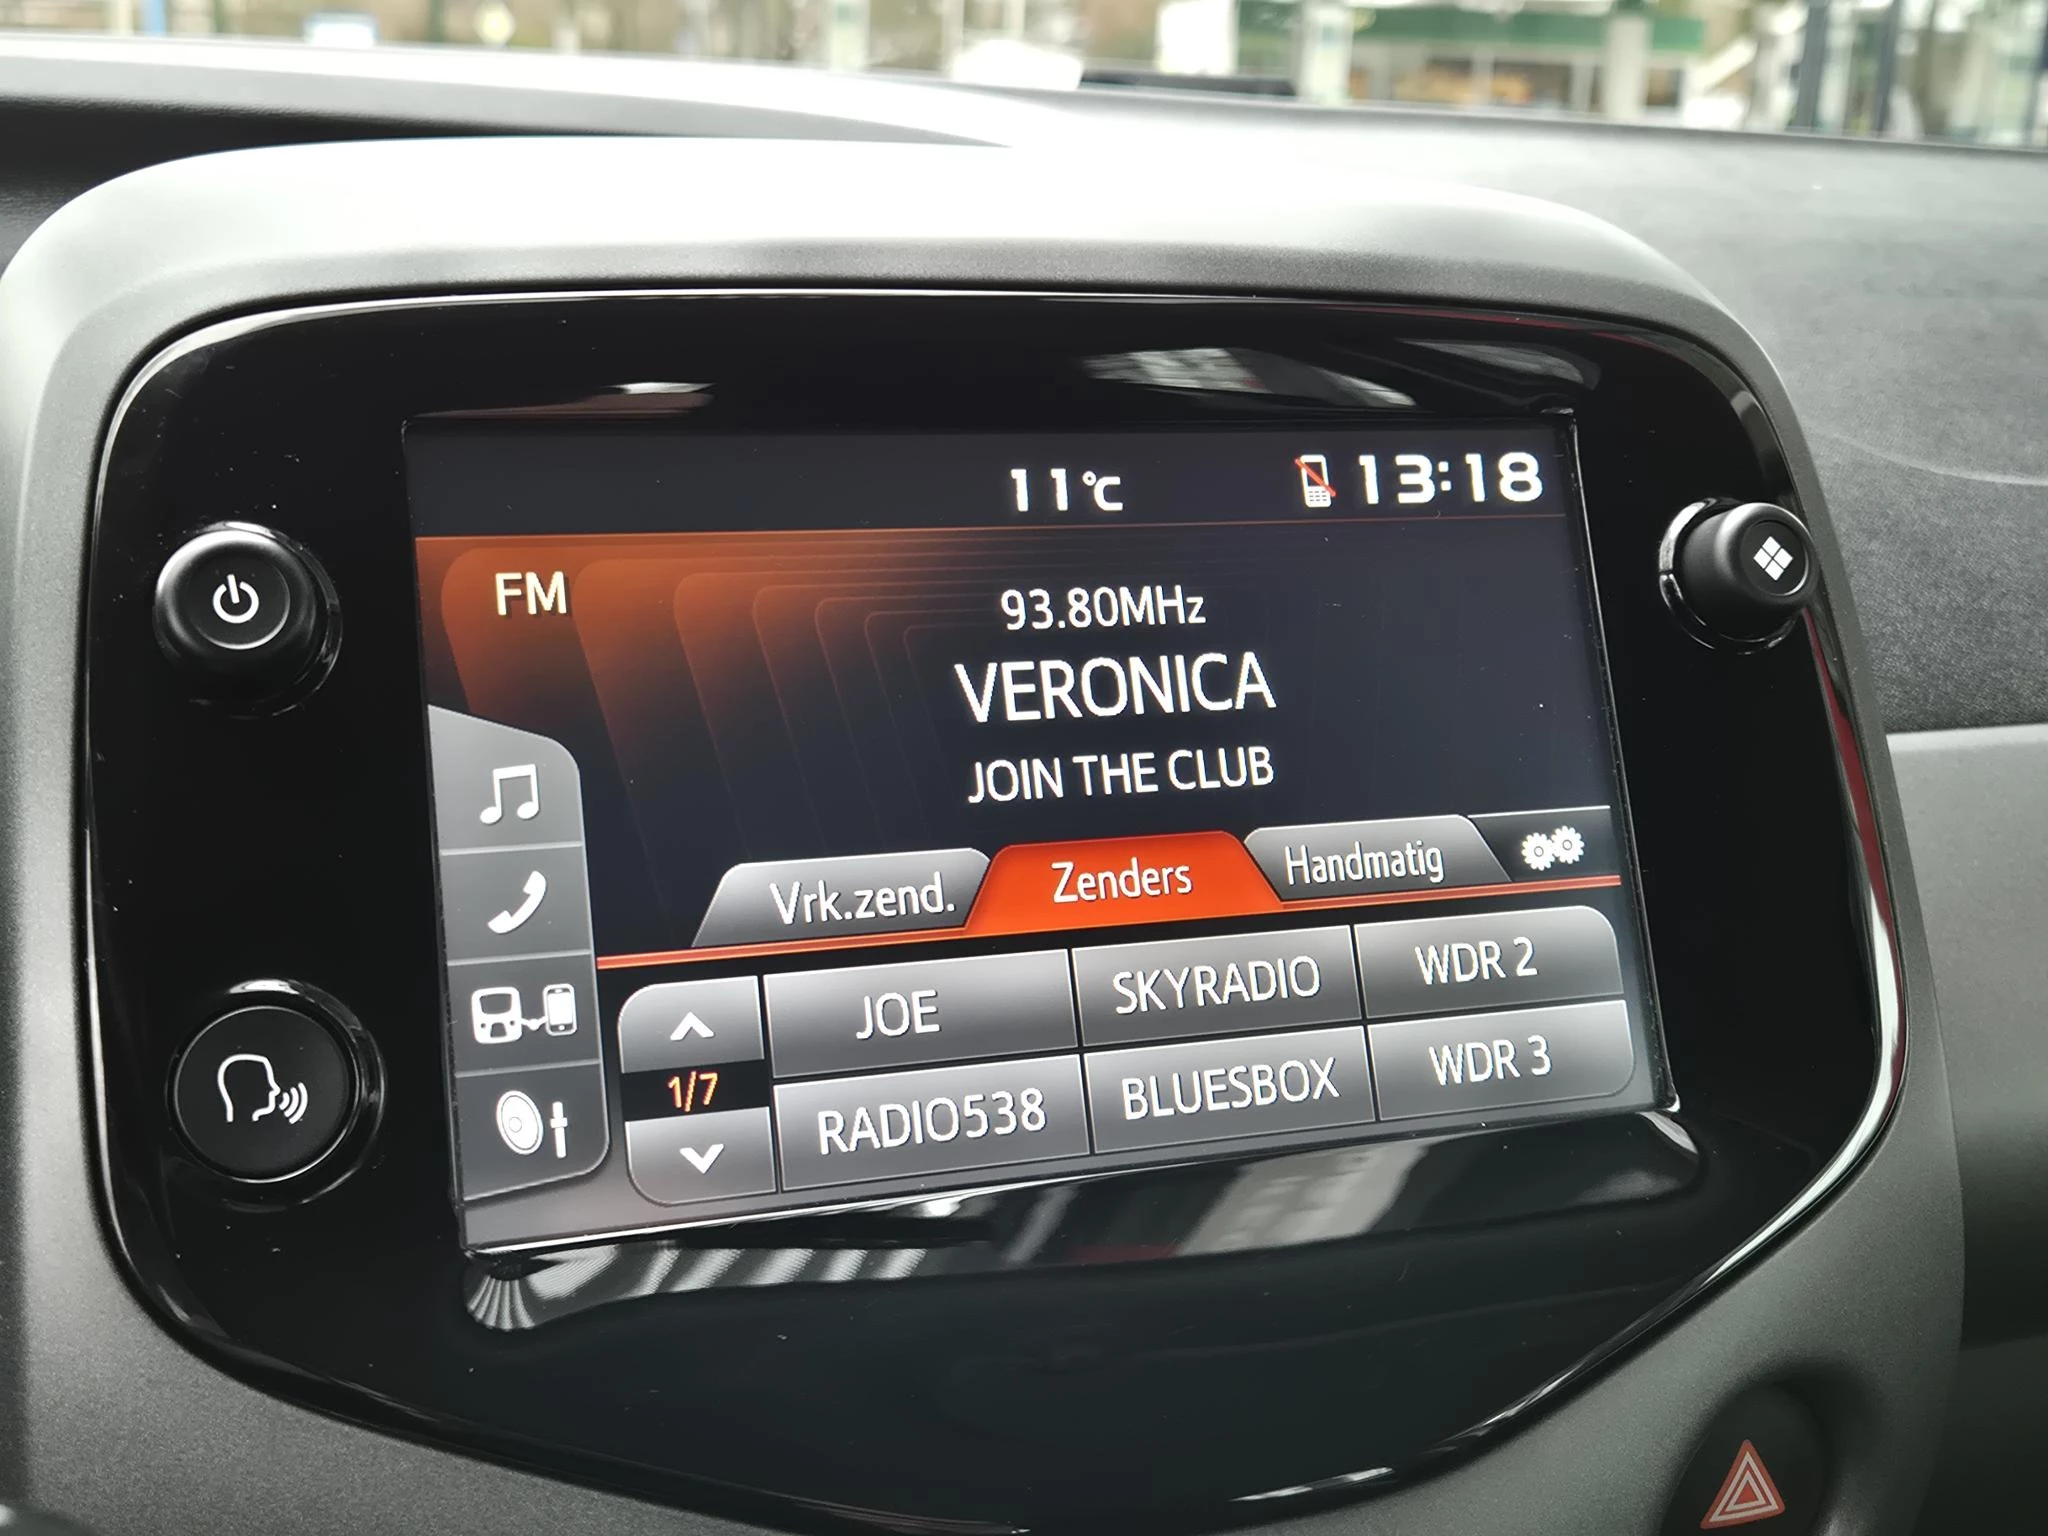 11°C 13:18
FM
93.80MHz
VERONICA
JOIN THE CLUB
Vrk.zend. Zenders Handmatig
JOE SKYRADIO WDR 2
1/7
RADIO538 BLUESBOX WDR 3